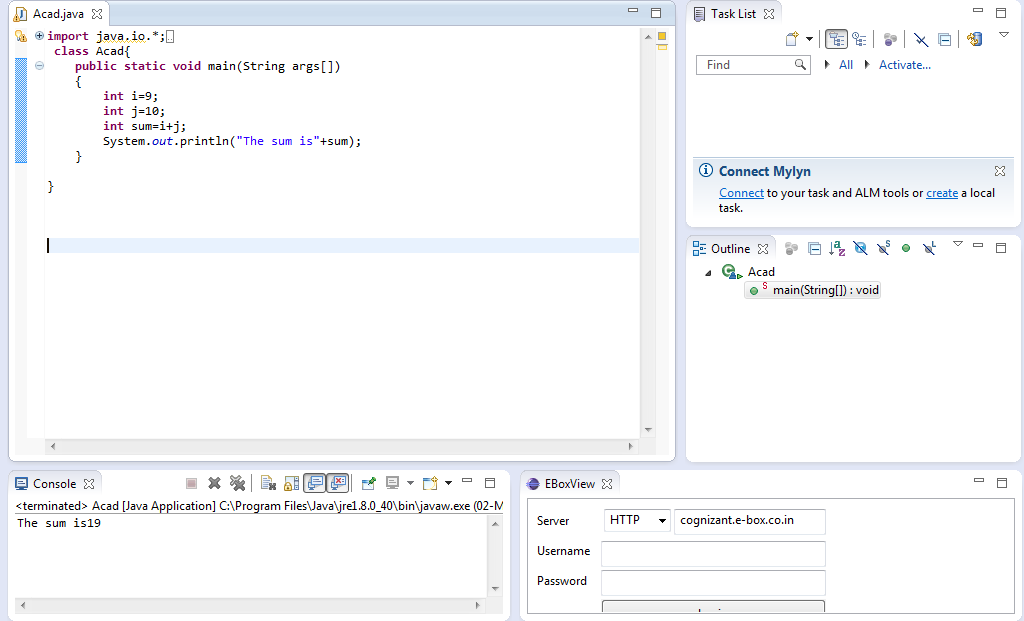 Acad.java
import java.io.*;
class Acad{
public static void main(String args[])
{
int i=9;
int j=10;
int sum=i+j;
System.out.println("The sum is"+sum);
}
}
Task List
Find
All
Activate...
Connect Mylyn
Connect to your task and ALM tools or create a local
task.
Outline
Acad
main(String[]) : void
Console
<terminated> Acad [Java Application] C:\Program Files\Java\jre1.8.0_40\bin\javaw.exe (02-M
The sum is19
EBoxView
Server
HTTP
cognizant.e-box.co.in
Username
Password